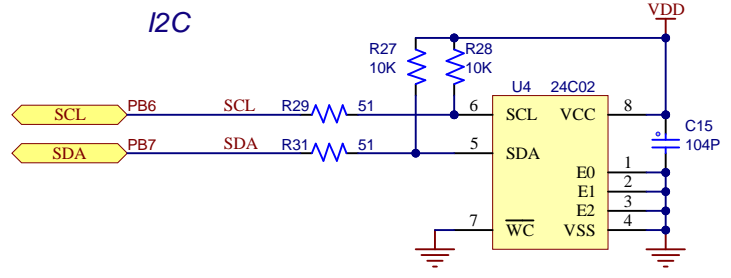 I2C
VDD
R27 R28
10K 10K
U4 24C02
SCL PB6 SCL R29 51 6 SCL VCC 8
C15
104P
SDA PB7 SDA R31 51 5 SDA
E0 1
E1 2
E2 3
7 WC VSS 4